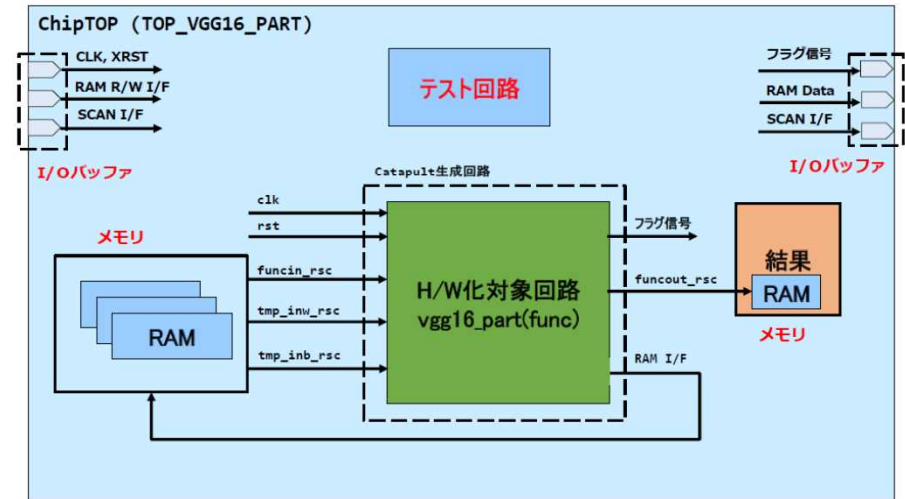 ChipTOP (TOP_VGG16_PART)
CLK, XRST
RAM R/W I/F
SCAN I/F
I/Oバッファ
テスト回路
フラグ信号
RAM Data
SCAN I/F
I/Oバッファ
Catapult生成回路
clk
rst
メモリ
RAM
funcin_rsc
tmp_inw_rsc
tmp_inb_rsc
H/W化対象回路
vgg16_part(func)
フラグ信号
funcout_rsc
RAM I/F
結果
RAM
メモリ